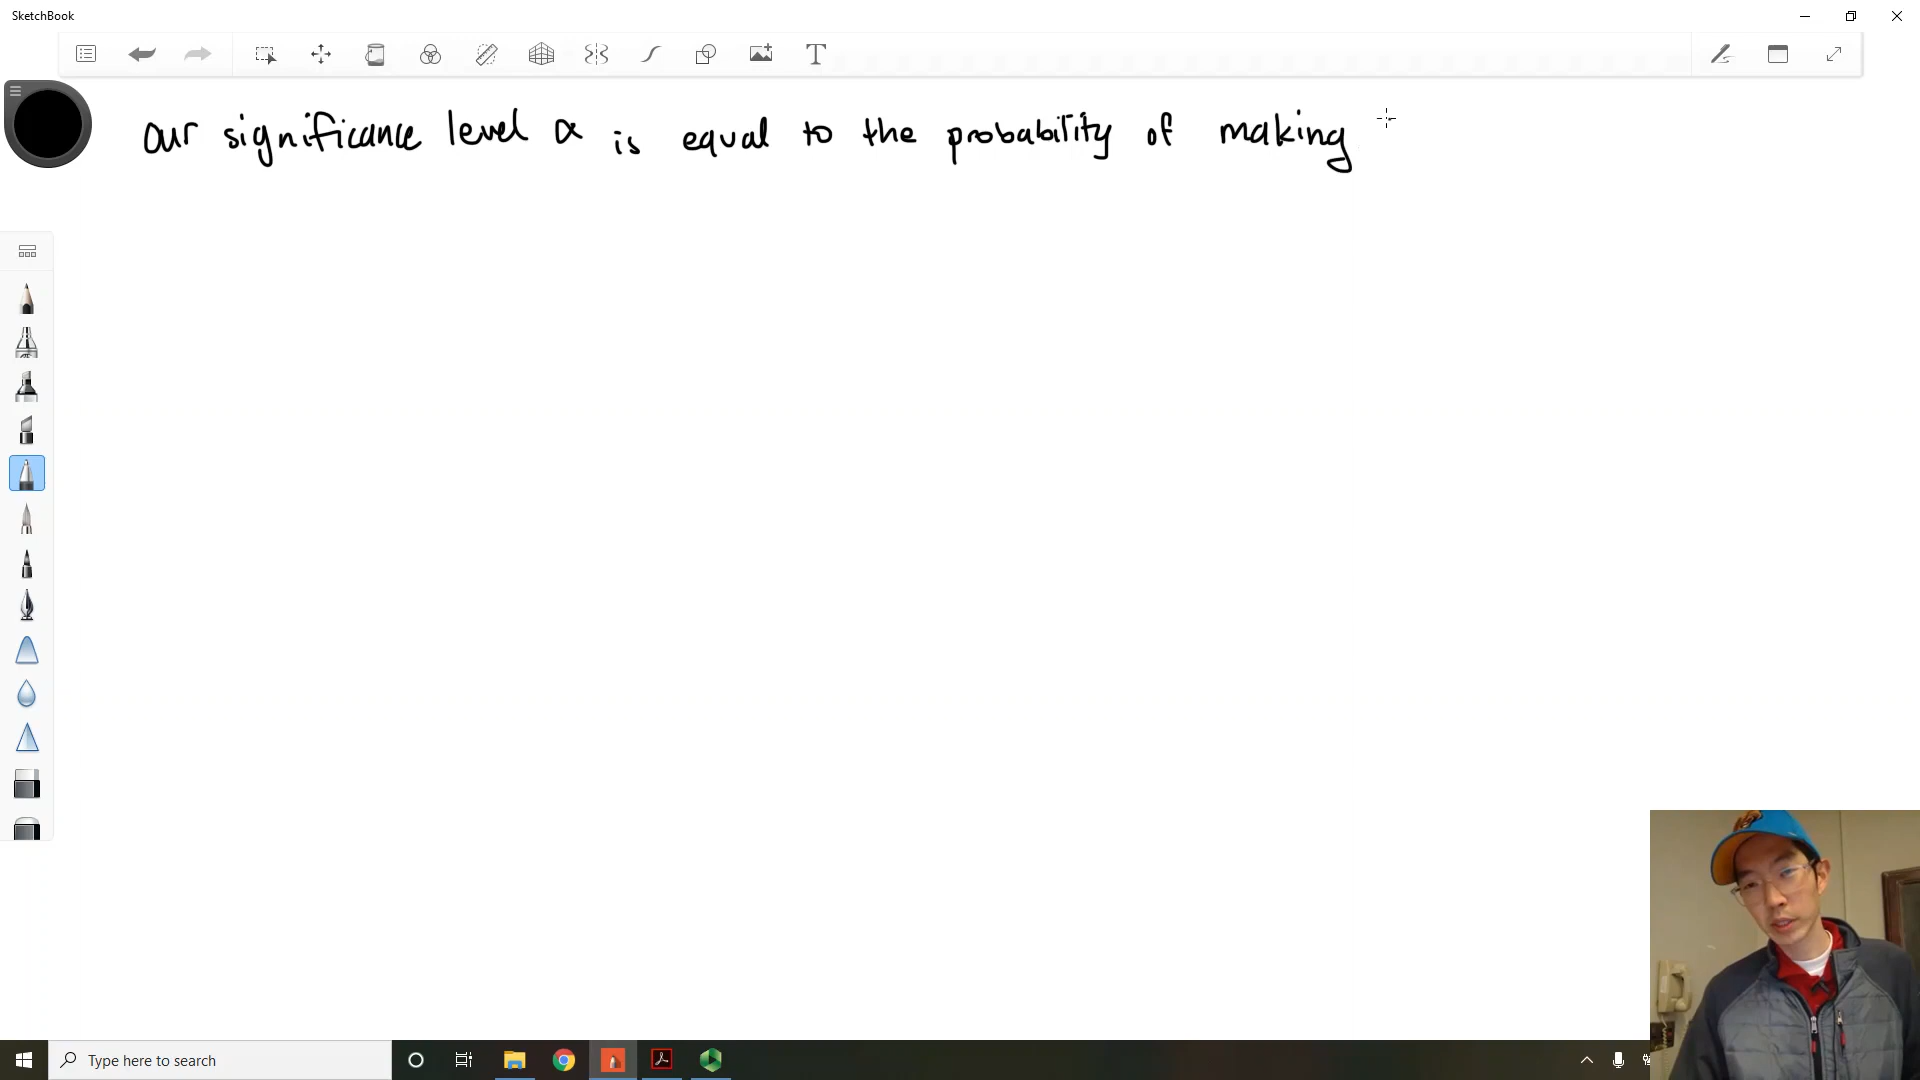 SketchBook
T
Our significance level α is equal to the probability of making
Type here to search